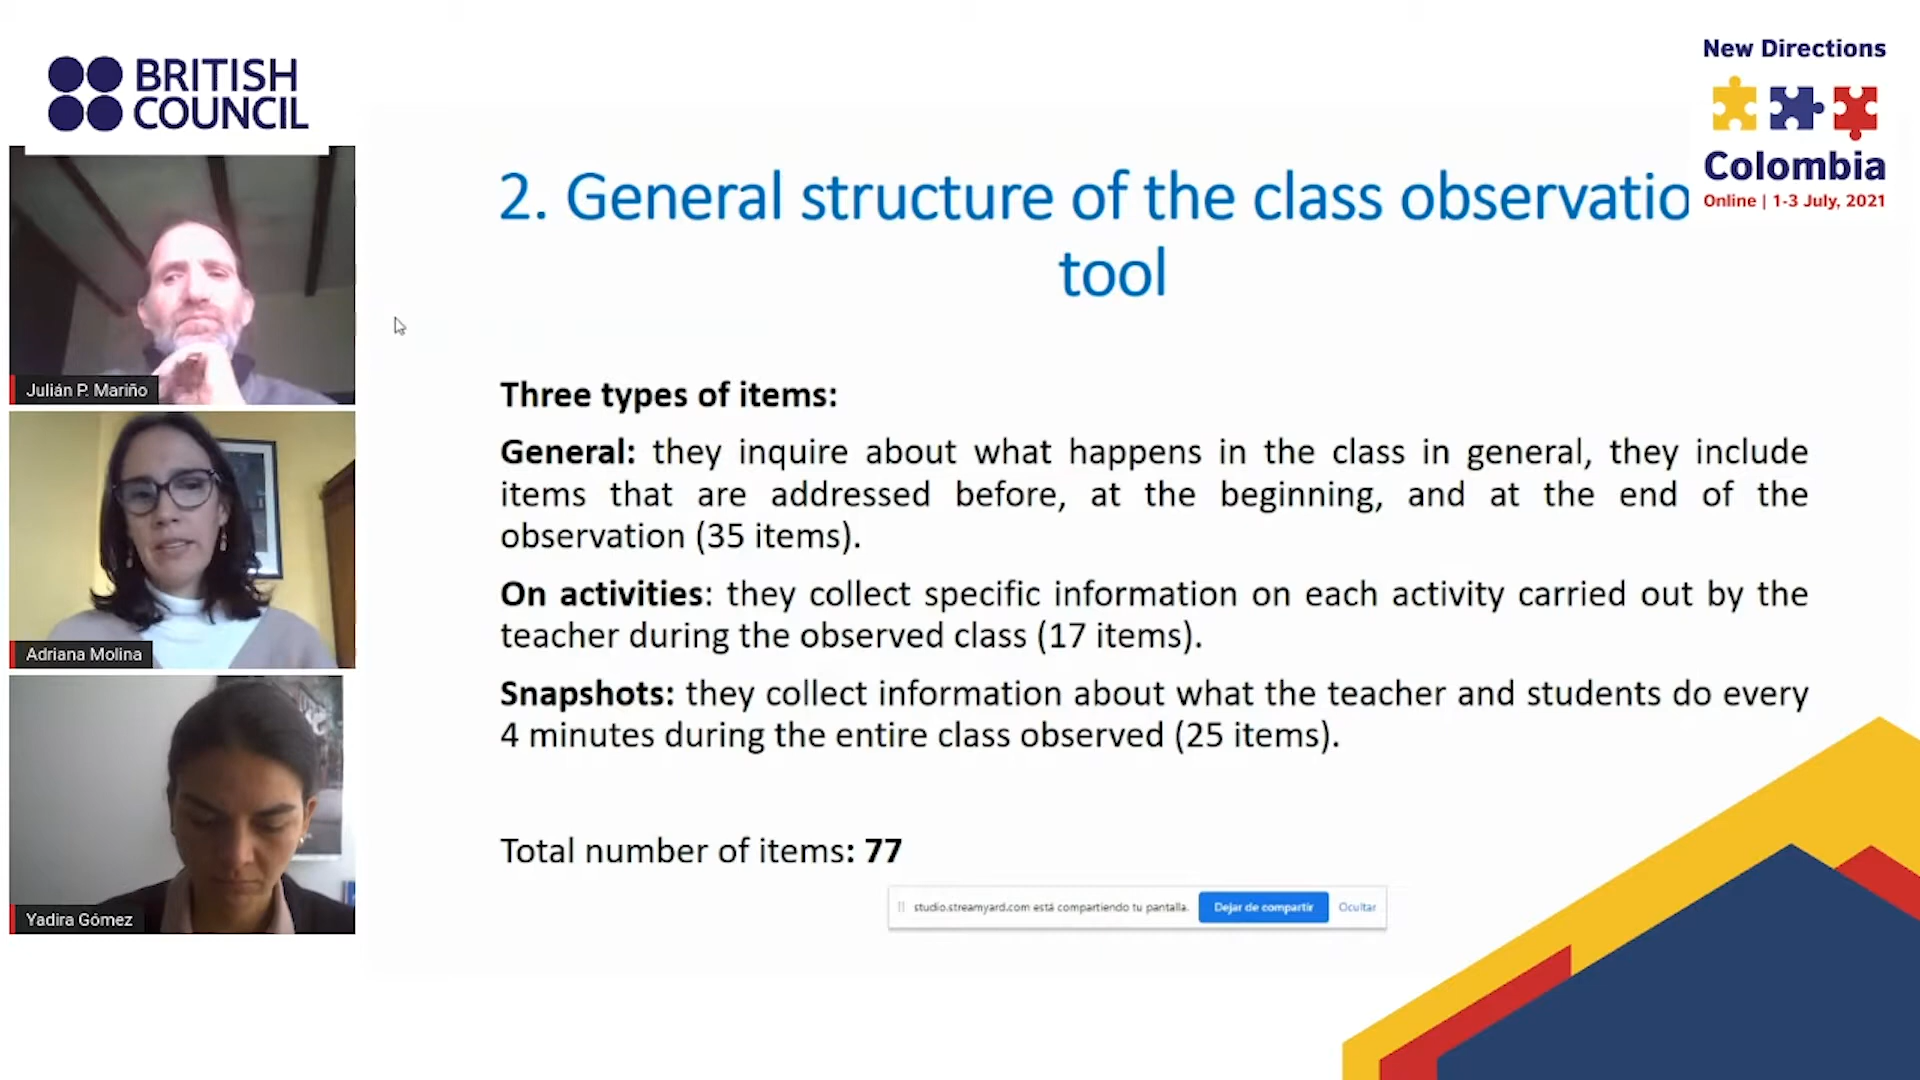 BRITISH
COUNCIL
New Directions
Colombia
Online | 1-3 July, 2021
2. General structure of the class observatio
tool
Three types of items:
General: they inquire about what happens in the class in general, they include
items that are addressed before, at the beginning, and at the end of the
observation (35 items).
On activities: they collect specific information on each activity carried out by the
teacher during the observed class (17 items).
Snapshots: they collect information about what the teacher and students do every
4 minutes during the entire class observed (25 items).
Total number of items: 77
studio.streamyard.com está compartiendo tu pantalla.
Dejar de compartir
Ocultar
Julián P. Mariño
Adriana Molina
Yadira Gómez